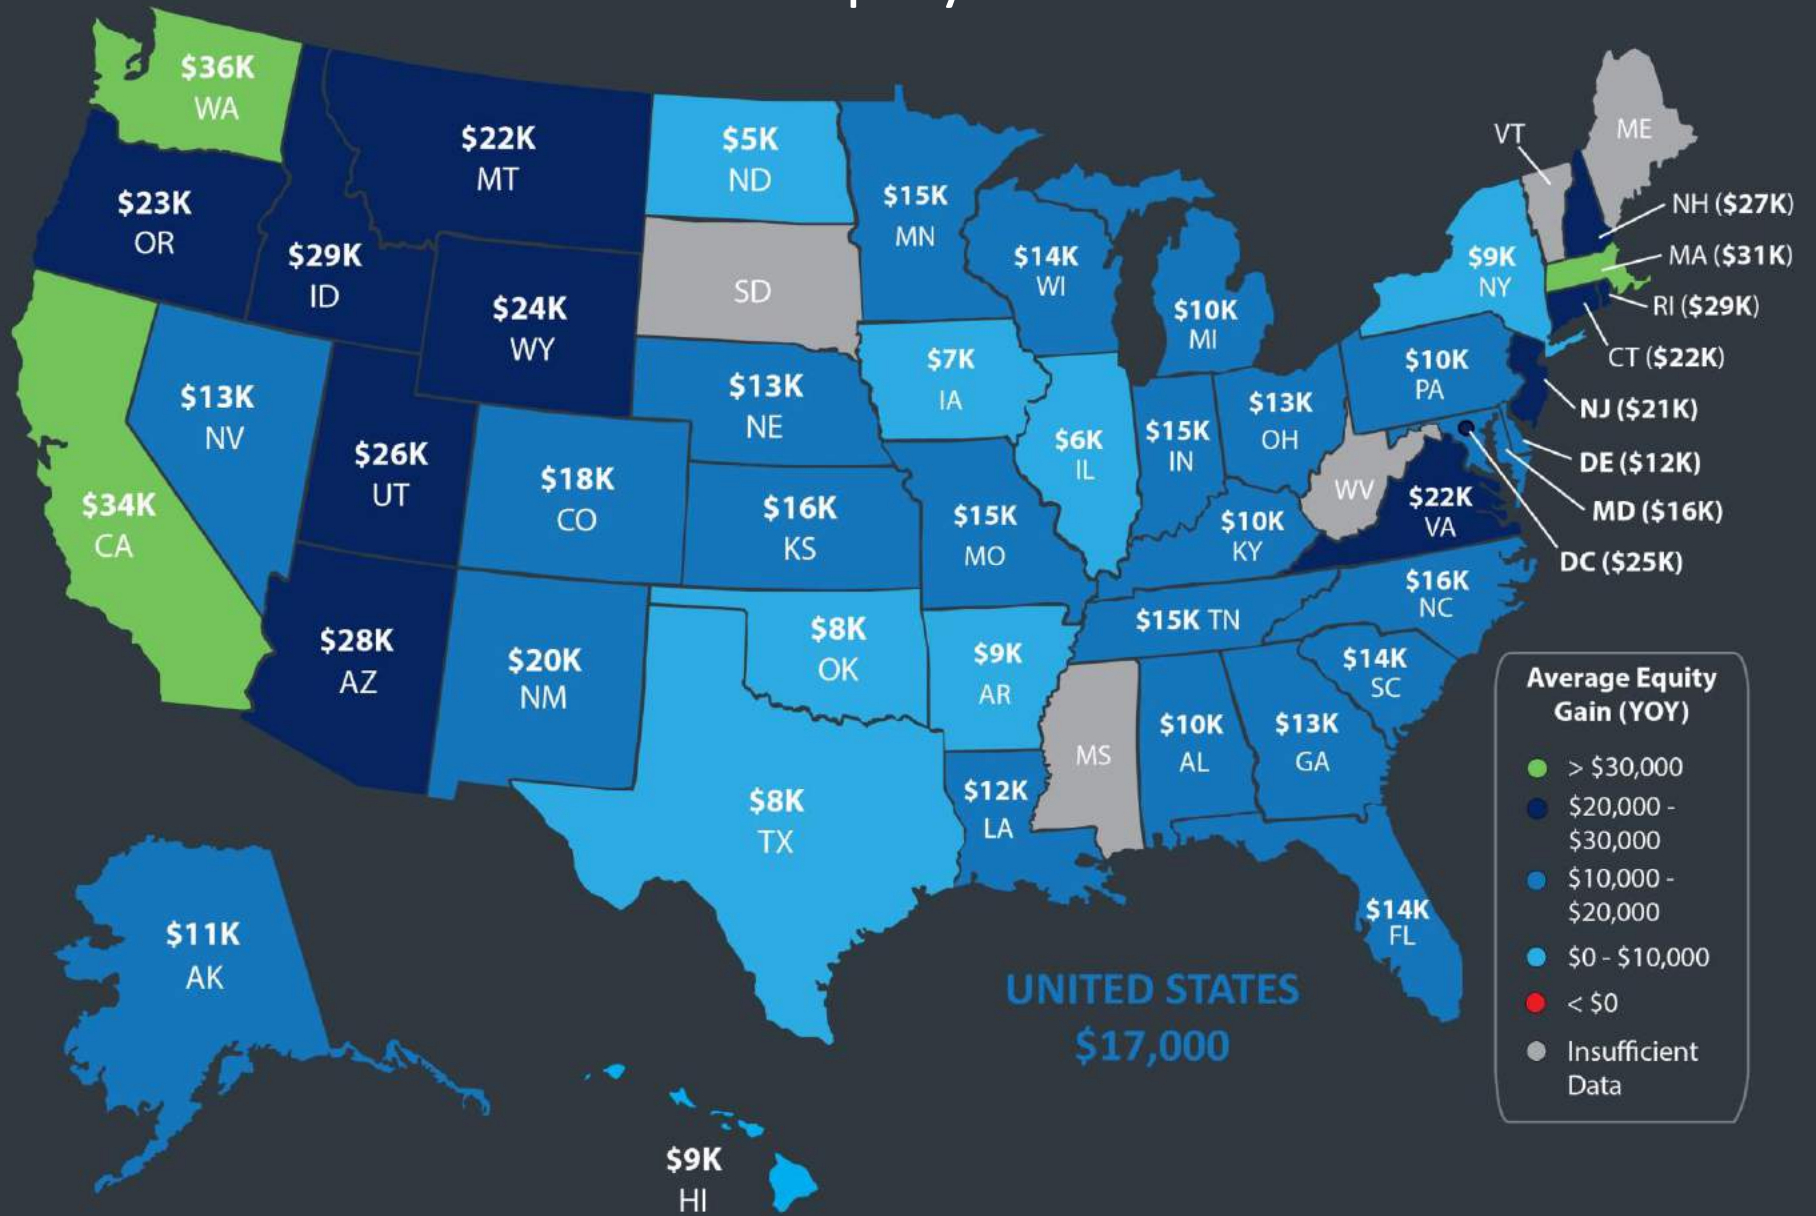 $36K
WA
$23K
OR
$29K
ID
$22K
MT
$24K
WY
$5K
ND
SD
$15K
MN
$14K
WI
$10K
MI
VT
ME
NH ($27K)
MA ($31K)
RI ($29K)
CT ($22K)
NJ ($21K)
DE ($12K)
MD ($16K)
DC ($25K)
$9K
NY
$10K
PA
$34K
CA
$13K
NV
$26K
UT
$18K
CO
$13K
NE
$16K
KS
$7K
IA
$6K
IL
$15K
IN
$13K
OH
WV
$22K
VA
$15K
MO
$10K
KY
$15K TN
$16K
NC
$14K
SC
$28K
AZ
$20K
NM
$8K
OK
$9K
AR
$8K
TX
$12K
LA
MS
$10K
AL
$13K
GA
$14K
FL
$11K
AK
$9K
HI
UNITED STATES
$17,000
Average Equity
Gain (YOY)
> $30,000
$20,000 -
$30,000
$10,000 -
$20,000
$0 - $10,000
< $0
Insufficient
Data